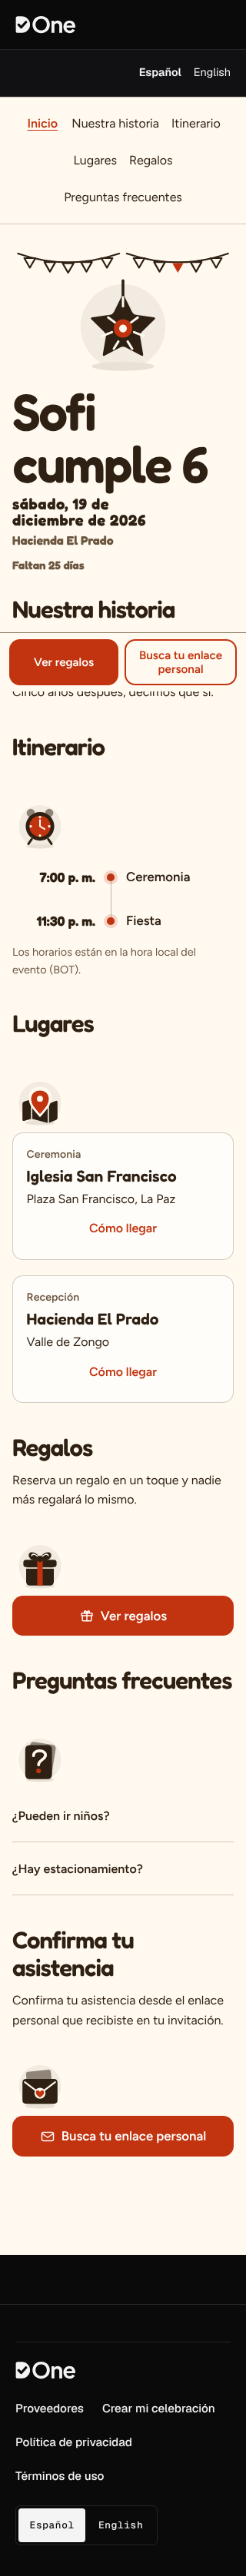 One
Español English
Inicio Nuestra historia Itinerario
Lugares Regalos
Preguntas frecuentes
Sofi
cumple 6
sábado, 19 de
diciembre de 2026
Hacienda El Prado
Faltan 25 días
Nuestra historia
Ver regalos
Busca tu enlace
personal
Cinco años después, decimos que sí.
Itinerario
7:00 p. m. Ceremonia
11:30 p. m. Fiesta
Los horarios están en la hora local del
evento (BOT).
Lugares
Ceremonia
Iglesia San Francisco
Plaza San Francisco, La Paz
Cómo llegar
Recepción
Hacienda El Prado
Valle de Zongo
Cómo llegar
Regalos
Reserva un regalo en un toque y nadie
más regalará lo mismo.
Ver regalos
Preguntas frecuentes
?
¿Pueden ir niños?
¿Hay estacionamiento?
Confirma tu
asistencia
Confirma tu asistencia desde el enlace
personal que recibiste en tu invitación.
Busca tu enlace personal
One
Proveedores Crear mi celebración
Política de privacidad
Términos de uso
Español English